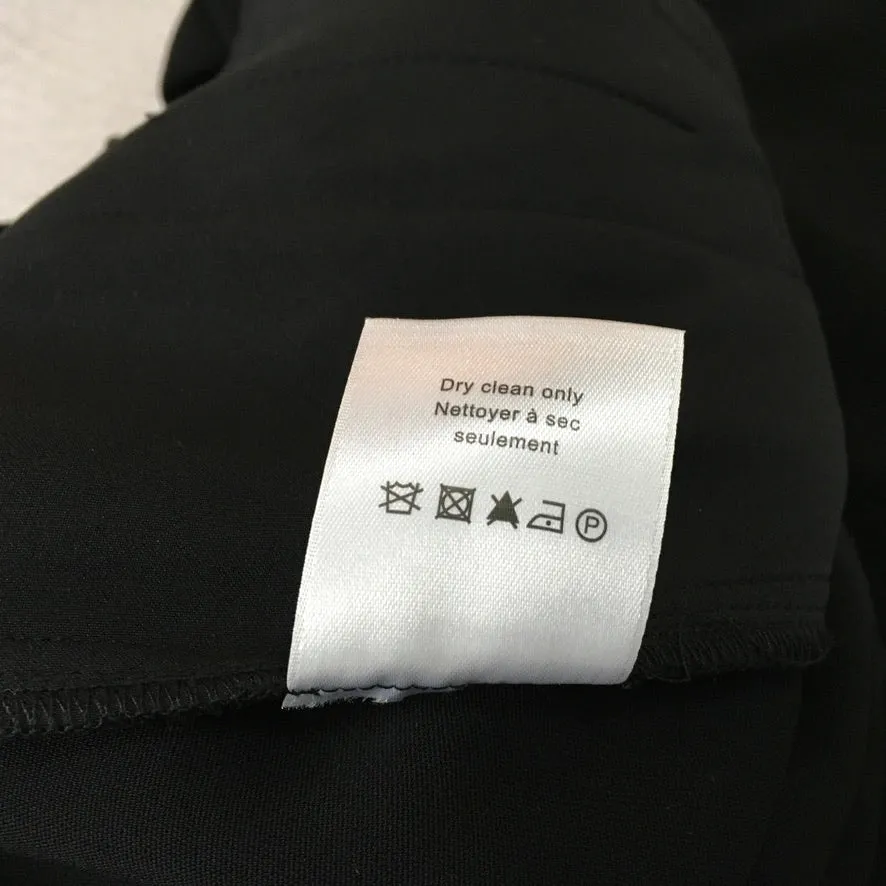 Dry clean only
Nettoyer à sec
seulement
P